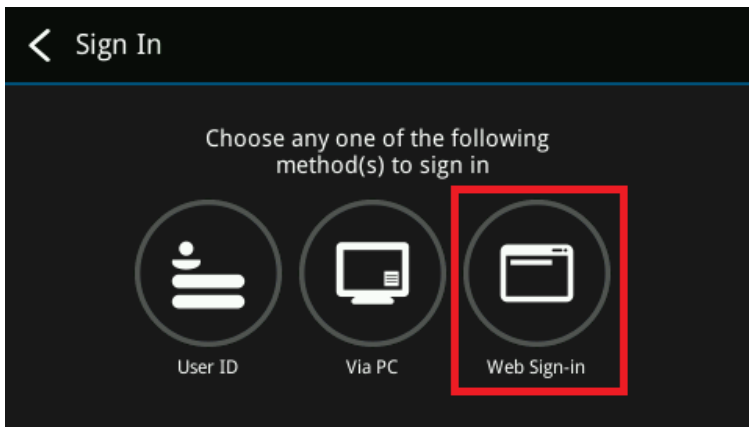 Sign In
Choose any one of the following
method(s) to sign in
User ID
Via PC
Web Sign-in